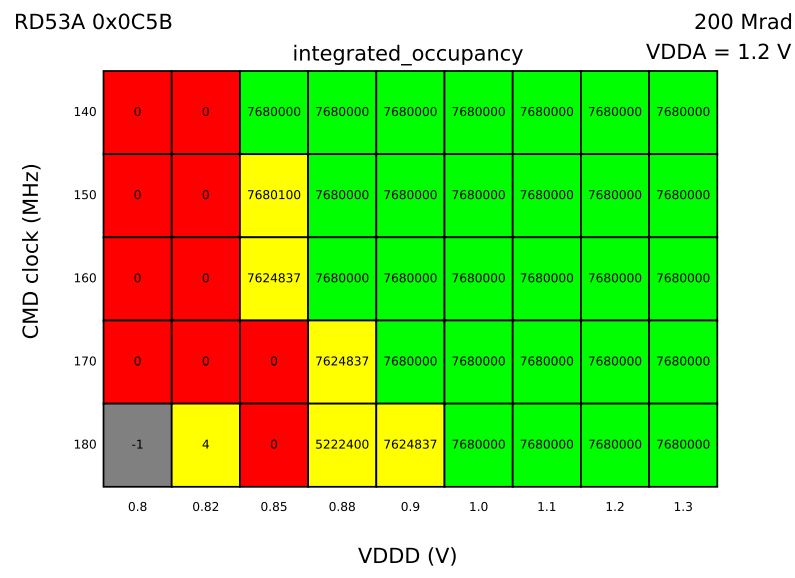 RD53A 0x0C5B
200 Mrad
integrated_occupancy
VDDA = 1.2 V
CMD clock (MHz)
140 0 0 7680000 7680000 7680000 7680000 7680000 7680000 7680000
150 0 0 7680100 7680000 7680000 7680000 7680000 7680000 7680000
160 0 0 7624837 7680000 7680000 7680000 7680000 7680000 7680000
170 0 0 0 7624837 7680000 7680000 7680000 7680000 7680000
180 -1 4 0 5222400 7624837 7680000 7680000 7680000 7680000
0.8 0.82 0.85 0.88 0.9 1.0 1.1 1.2 1.3
VDDD (V)